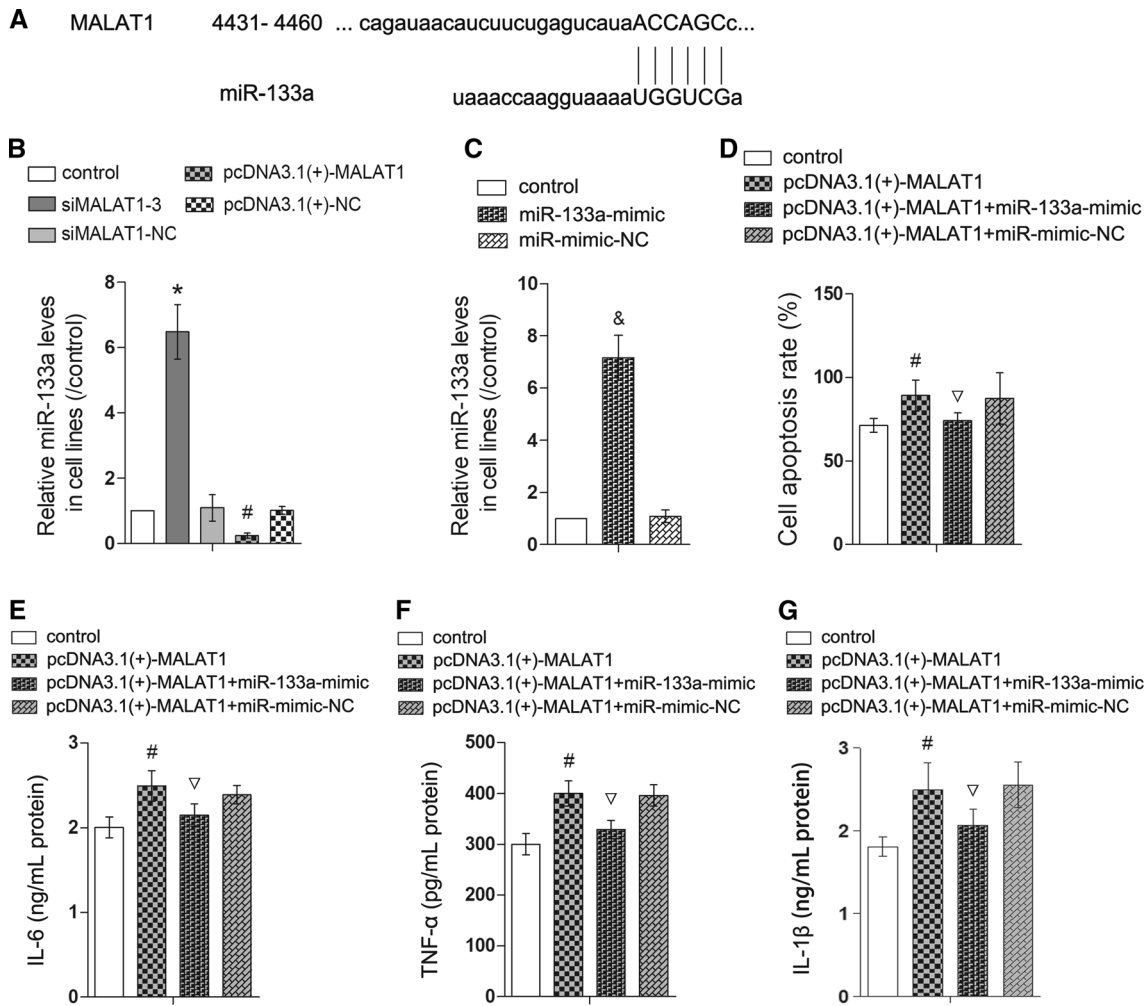 A
MALAT1 4431- 4460 ... cagauaacaucuucugagucauaACCAGCc...
miR-133a uaaaccaagguaaaaUGGUCGa
B
control
siMALAT1-3
siMALAT1-NC
pcDNA3.1(+)-MALAT1
pcDNA3.1(+)-NC
Relative miR-133a levels
in cell lines (/control)
8
6
4
2
0
*
#
C
control
miR-133a-mimic
miR-mimic-NC
Relative miR-133a levels
in cell lines (/control)
10
8
6
4
2
0
&
D
control
pcDNA3.1(+)-MALAT1
pcDNA3.1(+)-MALAT1+miR-133a-mimic
pcDNA3.1(+)-MALAT1+miR-mimic-NC
Cell apoptosis rate (%)
150
100
50
0
#
▽
E
control
pcDNA3.1(+)-MALAT1
pcDNA3.1(+)-MALAT1+miR-133a-mimic
pcDNA3.1(+)-MALAT1+miR-mimic-NC
IL-6 (ng/mL protein)
3
2
1
0
#
▽
F
control
pcDNA3.1(+)-MALAT1
pcDNA3.1(+)-MALAT1+miR-133a-mimic
pcDNA3.1(+)-MALAT1+miR-mimic-NC
TNF-α (pg/mL protein)
500
400
300
200
100
0
#
▽
G
control
pcDNA3.1(+)-MALAT1
pcDNA3.1(+)-MALAT1+miR-133a-mimic
pcDNA3.1(+)-MALAT1+miR-mimic-NC
IL-1β (ng/mL protein)
3
2
1
0
#
▽